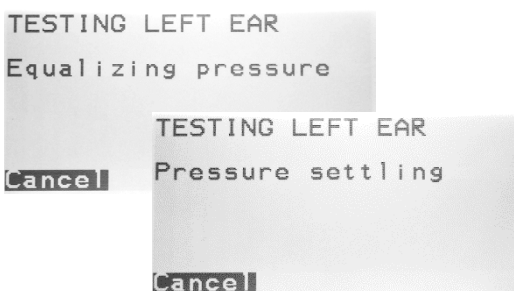 TESTING LEFT EAR
Equalizing pressure
Cancel
TESTING LEFT EAR
Pressure settling
Cancel